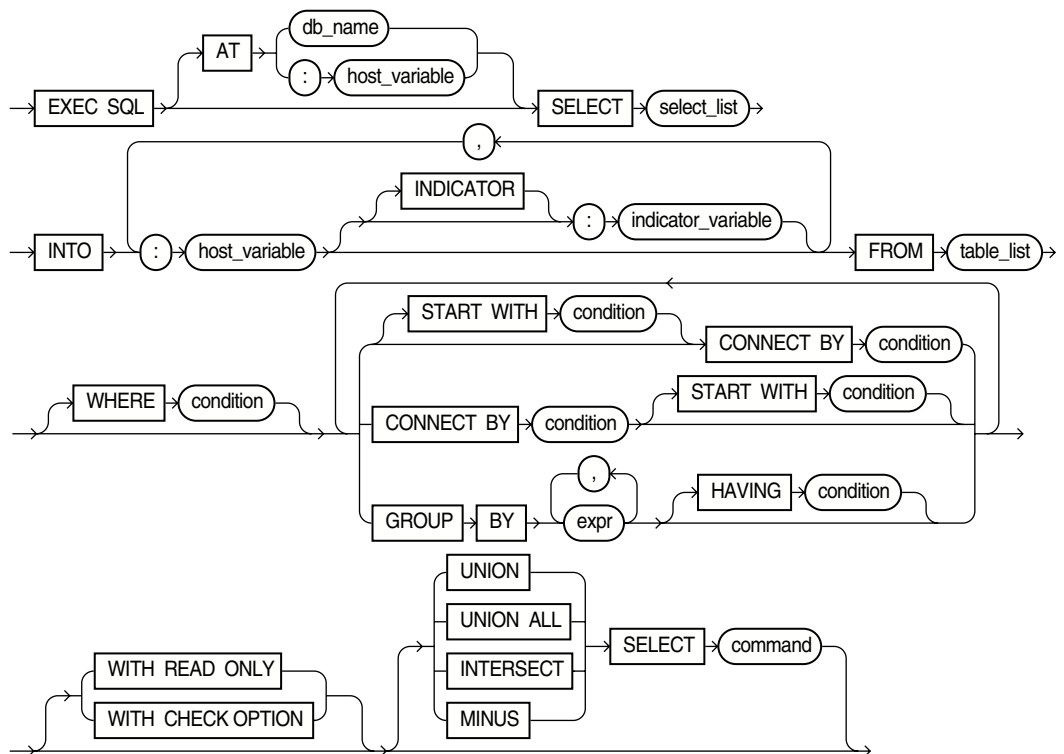 db_name
AT
: host_variable
EXEC SQL SELECT select_list
,
INDICATOR
INTO : host_variable : indicator_variable FROM table_list
START WITH condition
CONNECT BY condition
WHERE condition START WITH condition
CONNECT BY condition
,
HAVING condition
GROUP BY expr
UNION
UNION ALL
WITH READ ONLY SELECT command
INTERSECT
WITH CHECK OPTION
MINUS